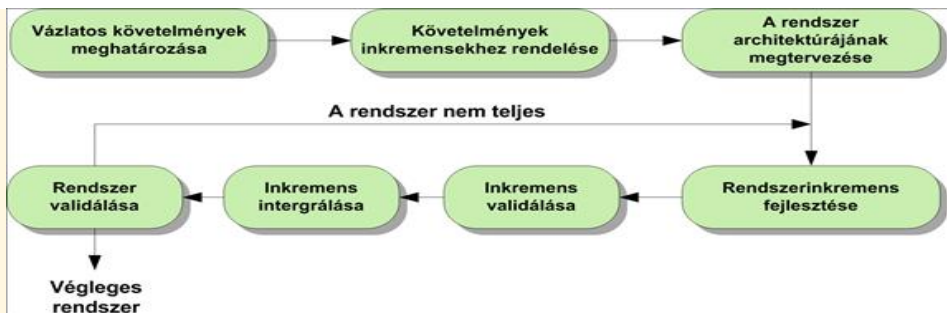 Vázlatos követelmények
meghatározása
Követelmények
inkremensekhez rendelése
A rendszer
architektúrájának
megtervezése
A rendszer nem teljes
Rendszer
validálása
Inkremens
intergrálása
Inkremens
validálása
Rendszerinkremens
fejlesztése
Végleges
rendszer